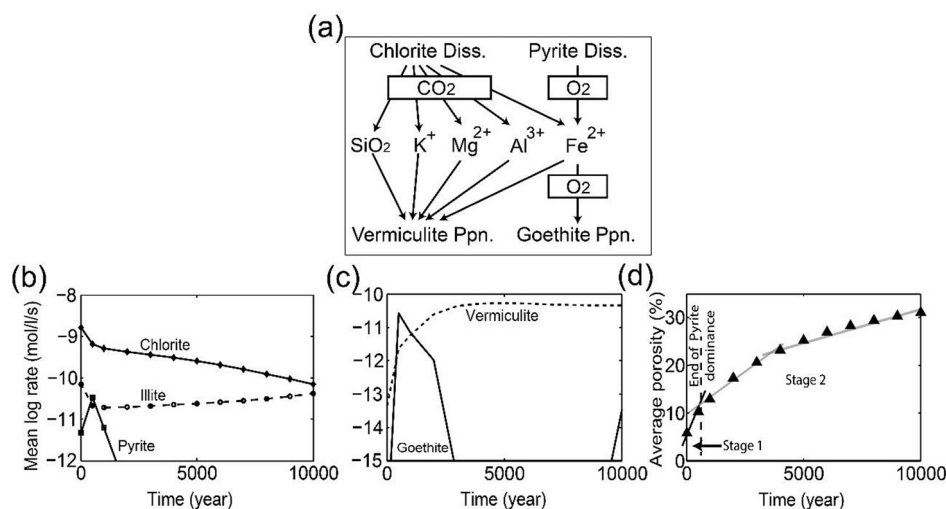 (a)
Chlorite Diss. Pyrite Diss.
CO2 O2
SiO2 K+ Mg2+ Al3+ Fe2+
O2
Vermiculite Ppn. Goethite Ppn.
(b)
Mean log rate (mol/l/s)
−8
−9
−10
−11
−12
Chlorite
Illite
Pyrite
0 5000 10000
Time (year)
(c)
−10
−11
−12
−13
−14
−15
Vermiculite
Goethite
0 5000 10000
Time (year)
(d)
Average porosity (%)
30
20
10
0
End of Pyrite
dominance
Stage 2
Stage 1
0 5000 10000
Time (year)